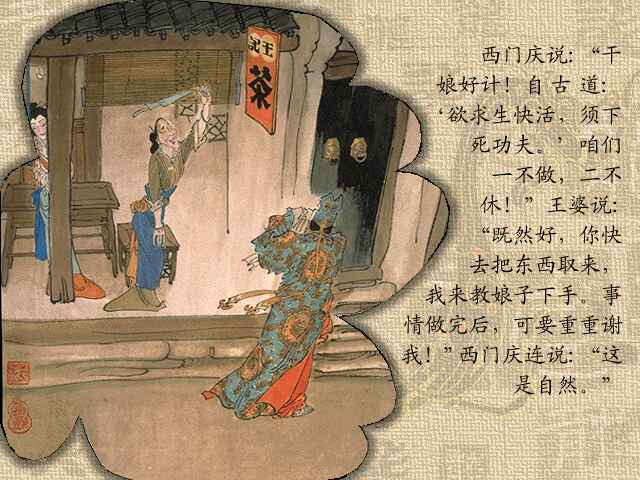 王記
茶
西门庆说：“干
娘好计！自古道：
‘欲求生快活，须下
死功夫。’咱们
一不做，二不
休！”王婆说：
“既然好，你快
去把东西取来，
我来教娘子下手。事
情做完后，可要重重谢
我！”西门庆连说：“这
是自然。”